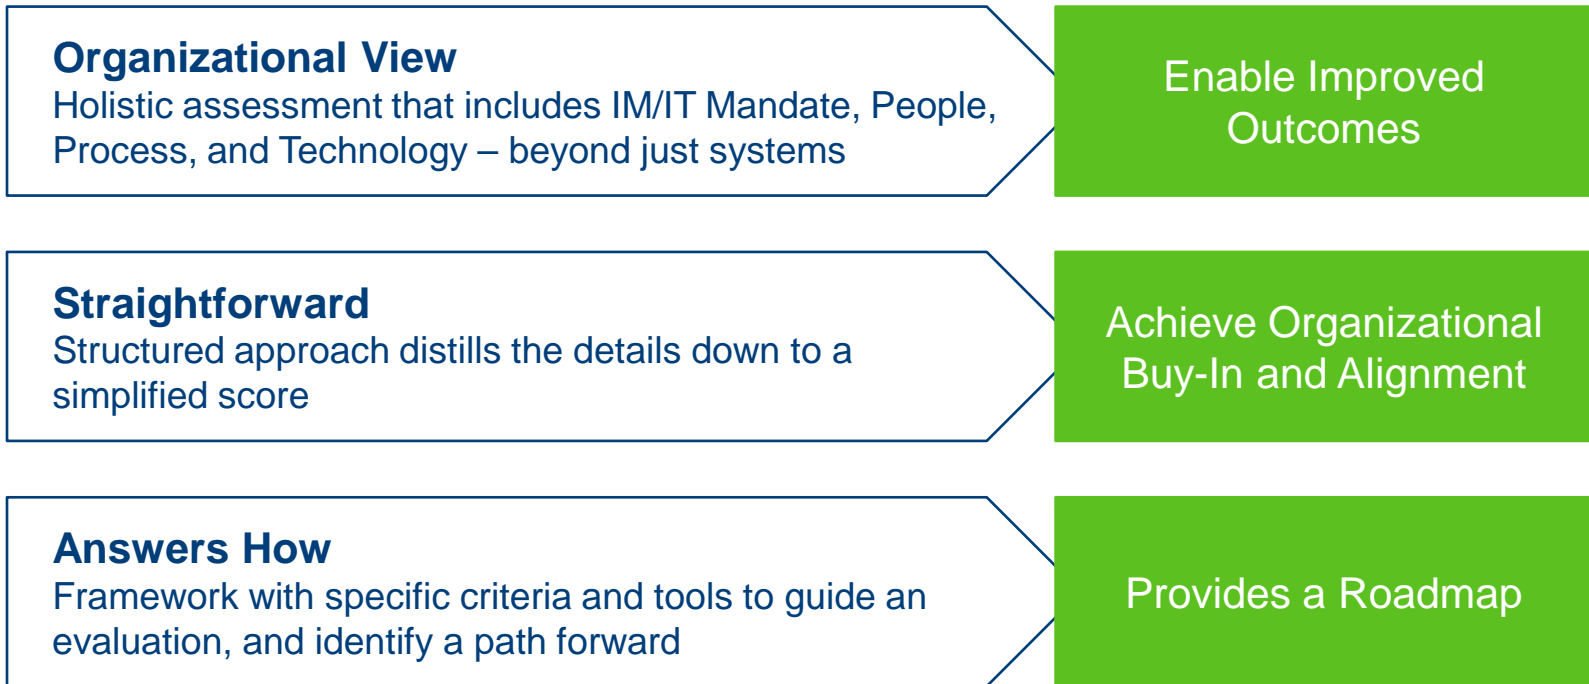 Organizational View
Holistic assessment that includes IM/IT Mandate, People,
Process, and Technology – beyond just systems
Enable Improved
Outcomes
Straightforward
Structured approach distills the details down to a
simplified score
Achieve Organizational
Buy-In and Alignment
Answers How
Framework with specific criteria and tools to guide an
evaluation, and identify a path forward
Provides a Roadmap